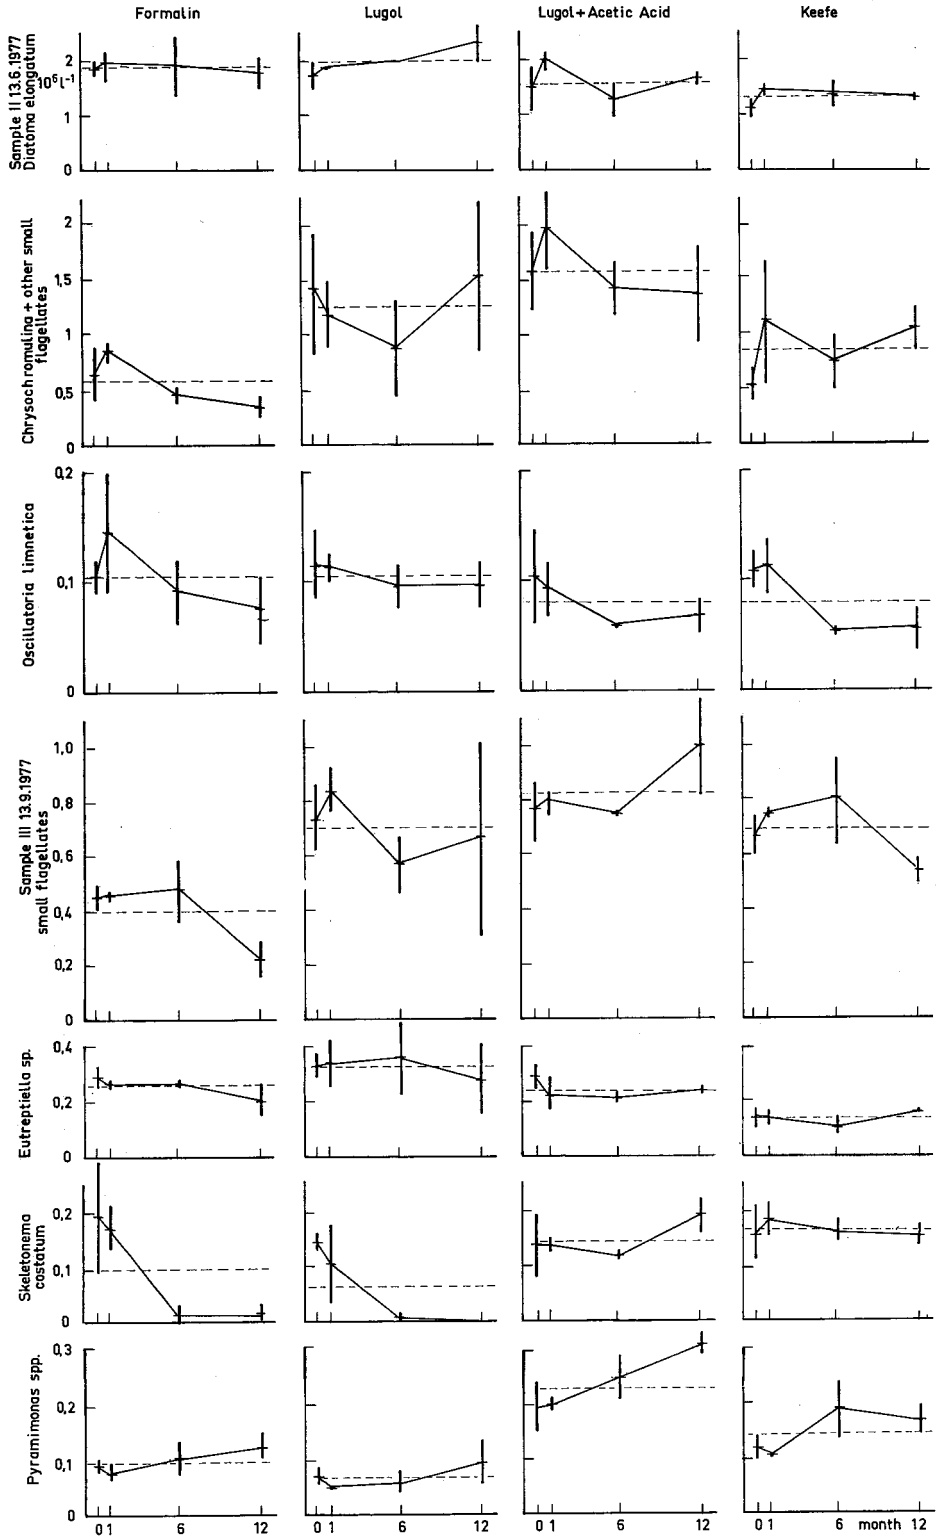 Formalin Lugol Lugol+Acetic Acid Keefe
Sample II 13.6.1977
Diatoma elongatum
2
10⁶ l⁻¹
1
0
Chrysochromulina + other small
flagellates
2
1,5
1
0,5
0
Oscillatoria limnetica
0,2
0,1
0
Sample III 13.9.1977
small flagellates
1,0
0,8
0,6
0,4
0,2
0
Eutreptiella sp.
0,4
0,2
0
Skeletonema
costatum
0,2
0,1
0
Pyramimonas spp.
0,3
0,2
0,1
0
0 1 6 12 0 1 6 12 0 1 6 12 0 1 6 month 12